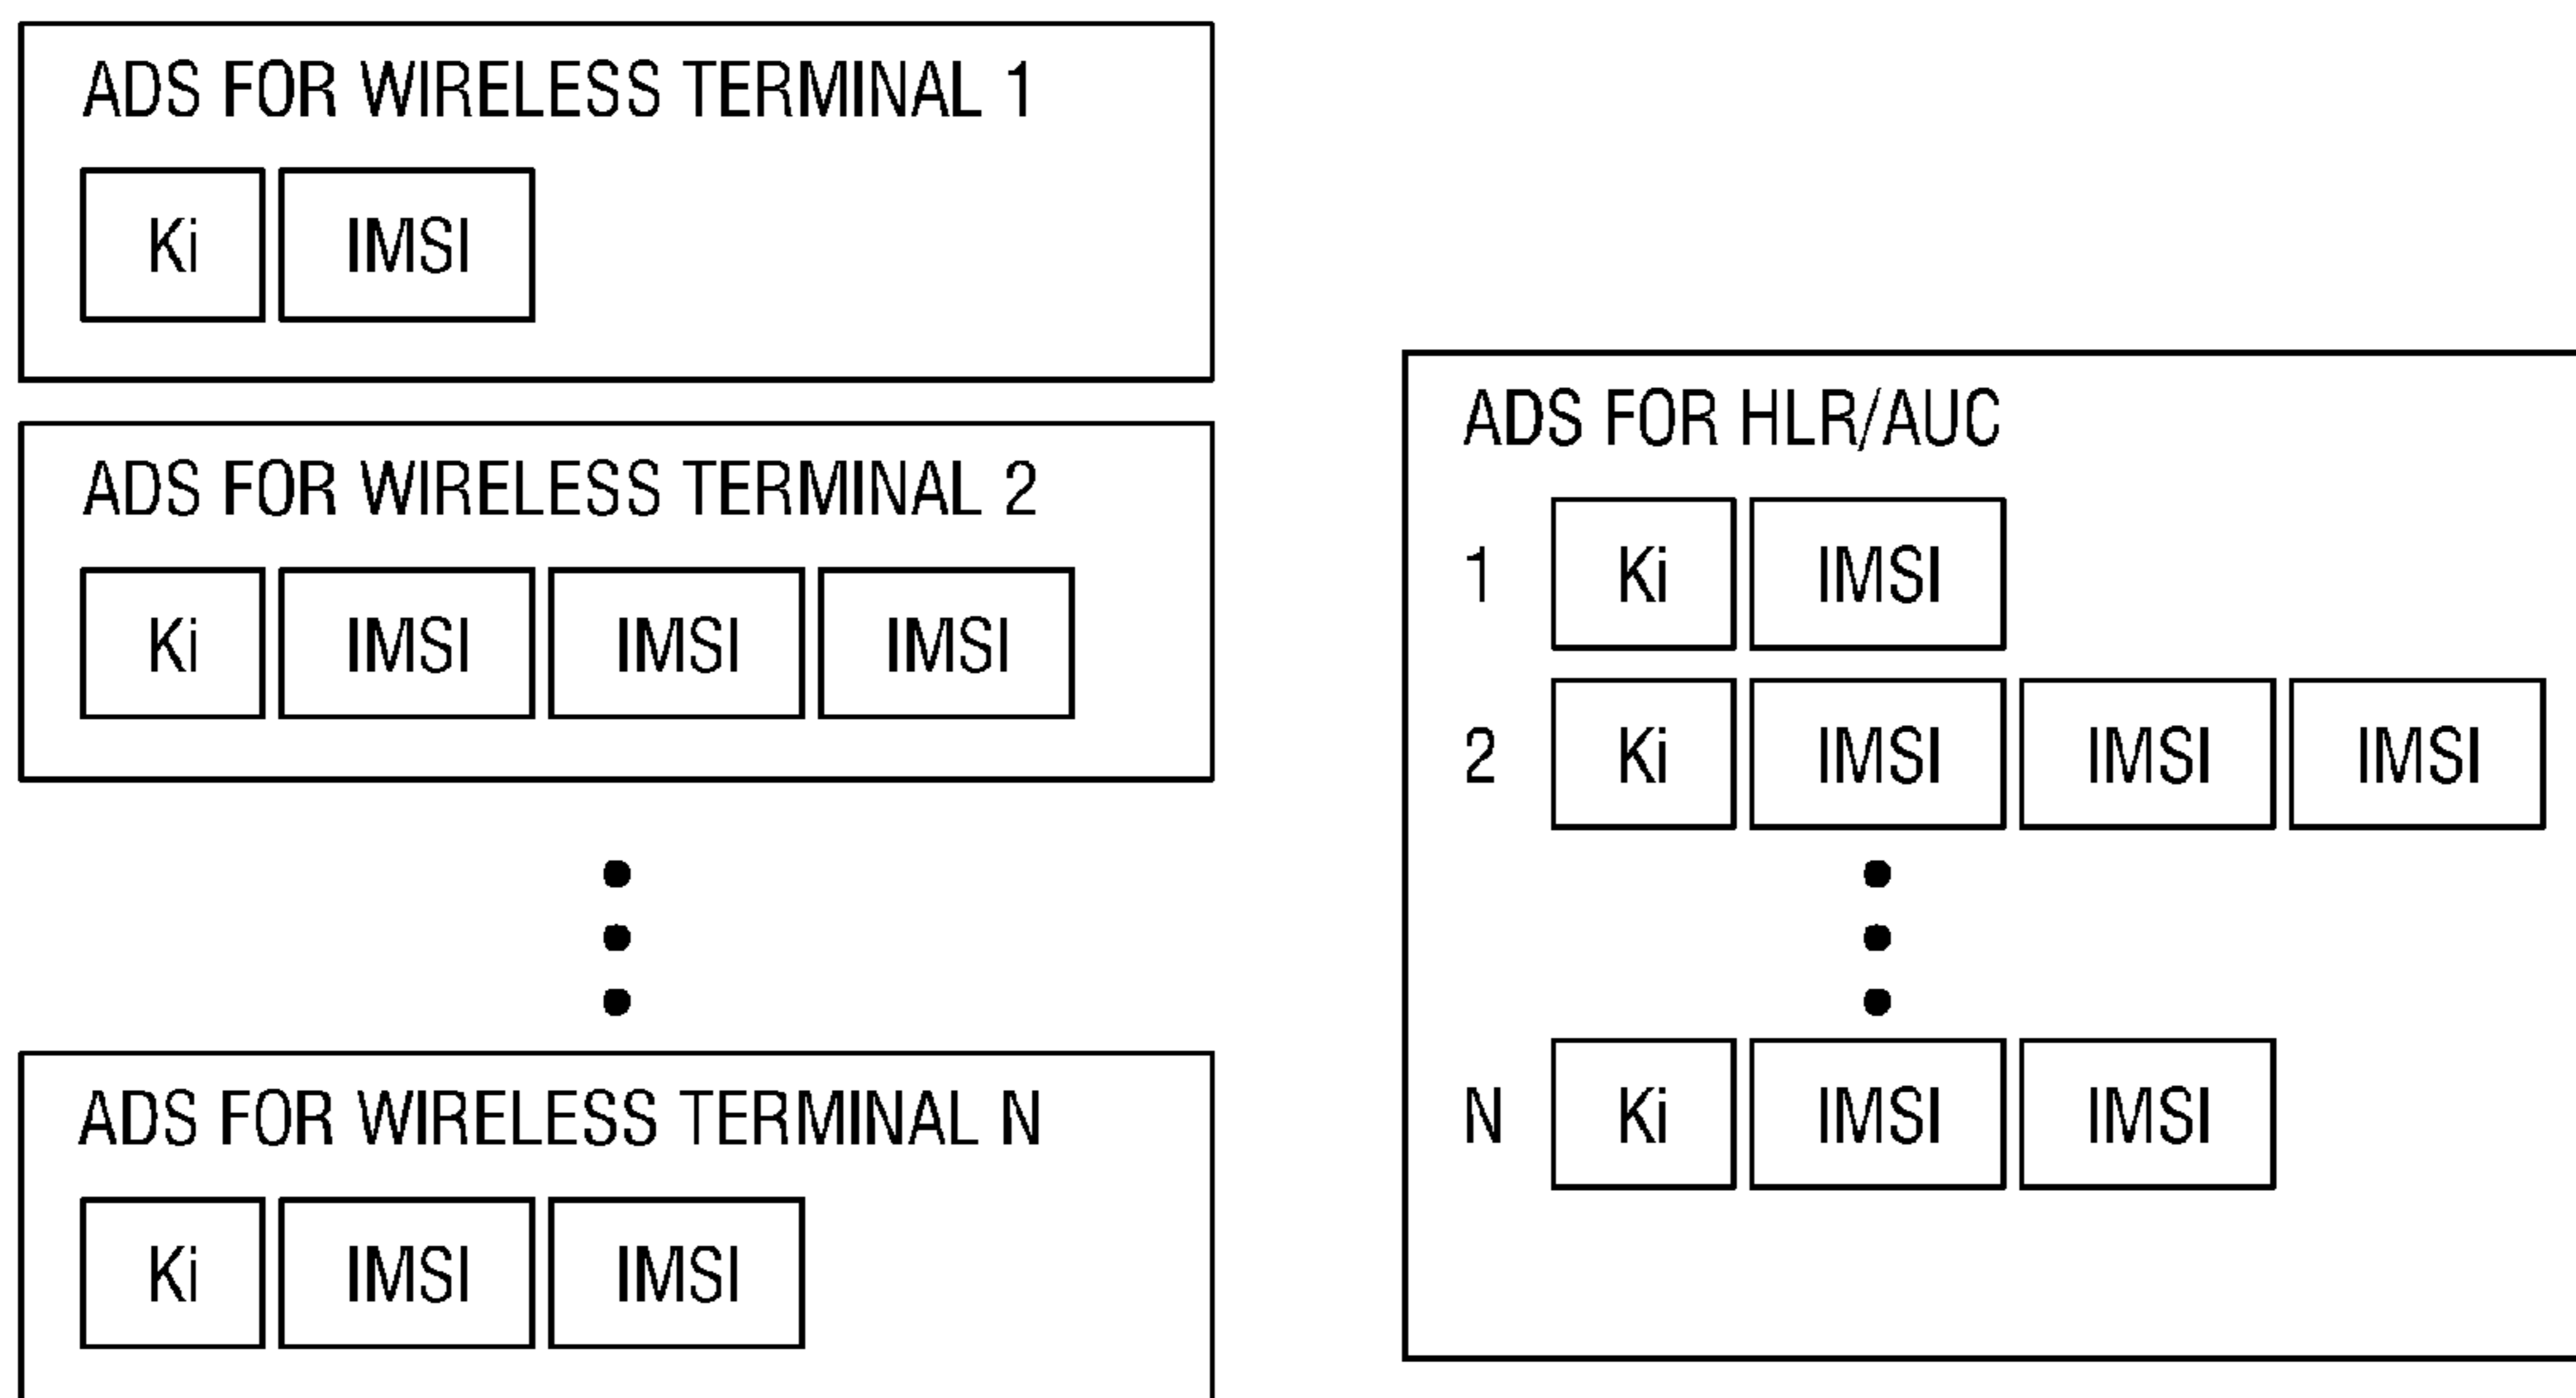 ADS FOR WIRELESS TERMINAL 1
Ki IMSI
ADS FOR WIRELESS TERMINAL 2
Ki IMSI IMSI IMSI
ADS FOR WIRELESS TERMINAL N
Ki IMSI IMSI
ADS FOR HLR/AUC
1 Ki IMSI
2 Ki IMSI IMSI IMSI
N Ki IMSI IMSI